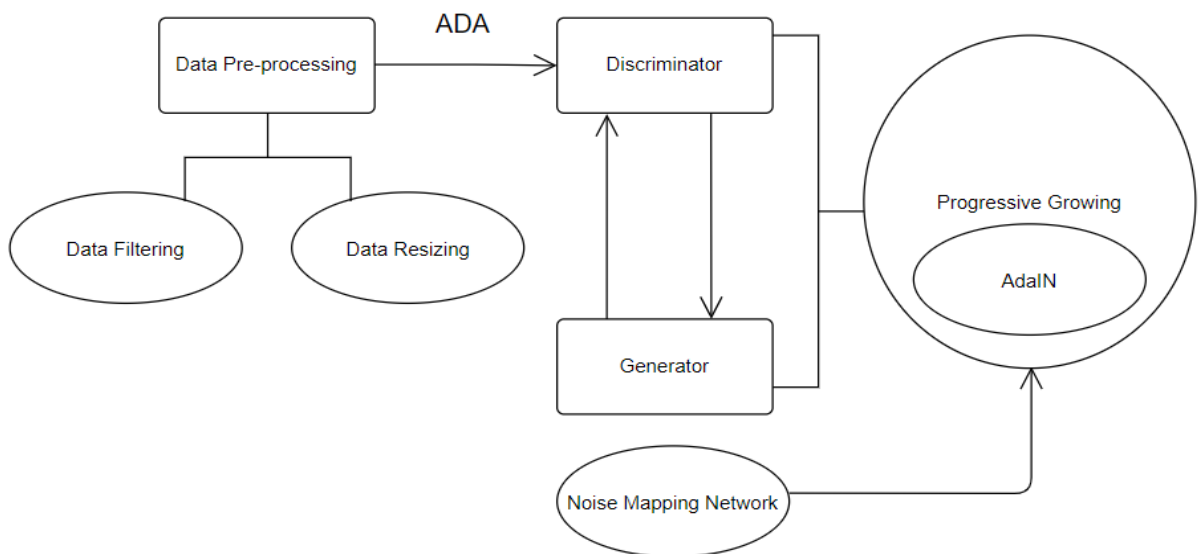 ADA
Data Pre-processing
Discriminator
Progressive Growing
Data Filtering
Data Resizing
AdaIN
Generator
Noise Mapping Network